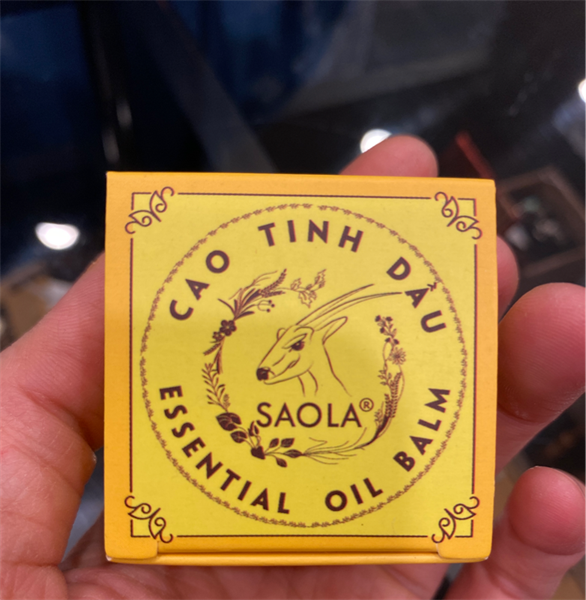 CAO TINH DẦU
SAOLA®
ESSENTIAL OIL BALM